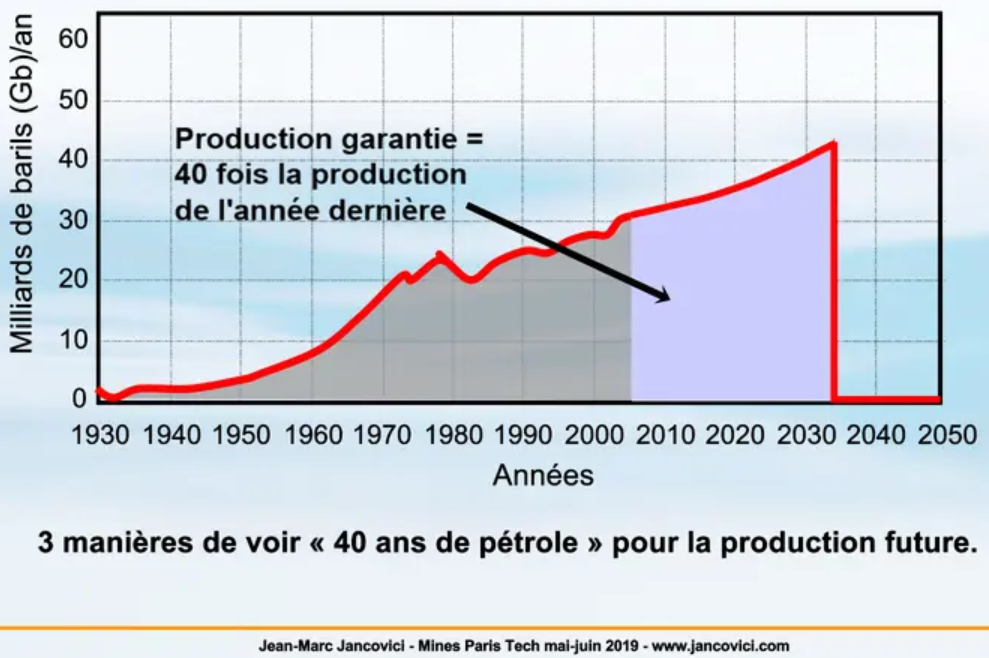 Milliards de barils (Gb)/an
60
50
40
30
20
10
0
Production garantie =
40 fois la production
de l'année dernière
1930 1940 1950 1960 1970 1980 1990 2000 2010 2020 2030 2040 2050
Années
3 manières de voir « 40 ans de pétrole » pour la production future.
Jean-Marc Jancovici - Mines Paris Tech mai-juin 2019 - www.jancovici.com